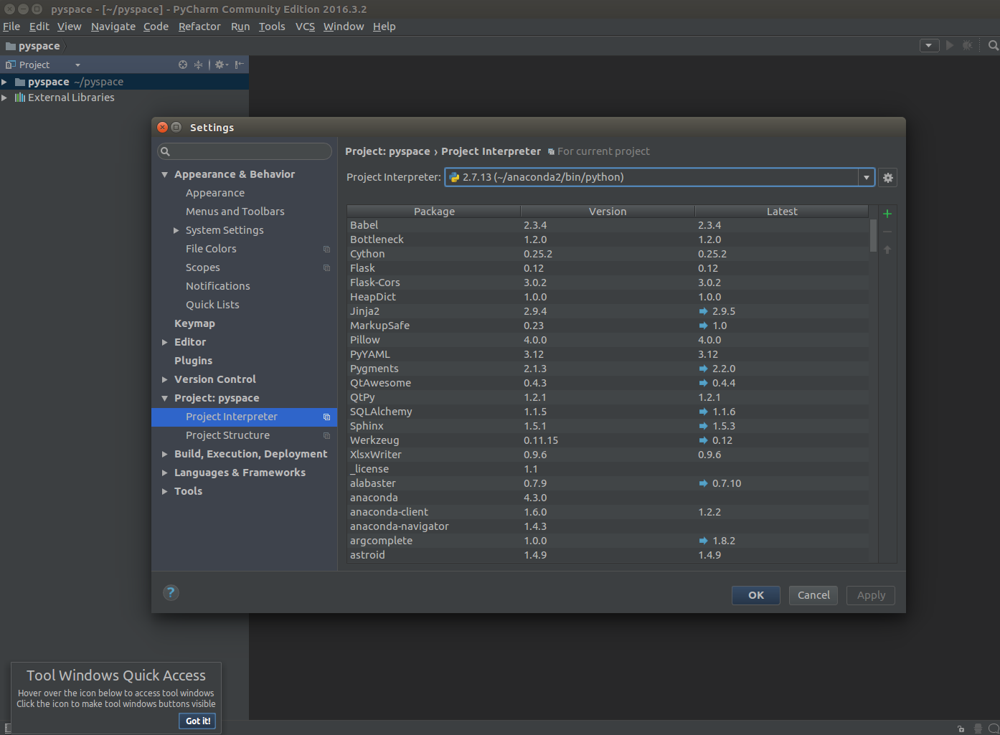 pyspace - [~/pyspace] - PyCharm Community Edition 2016.3.2
File Edit View Navigate Code Refactor Run Tools VCS Window Help
pyspace
Project
pyspace ~/pyspace
External Libraries
Settings
Appearance & Behavior
Appearance
Menus and Toolbars
System Settings
File Colors
Scopes
Notifications
Quick Lists
Keymap
Editor
Plugins
Version Control
Project: pyspace
Project Interpreter
Project Structure
Build, Execution, Deployment
Languages & Frameworks
Tools
Project: pyspace › Project Interpreter For current project
Project Interpreter: 2.7.13 (~/anaconda2/bin/python)
Package Version Latest
Babel 2.3.4 2.3.4
Bottleneck 1.2.0 1.2.0
Cython 0.25.2 0.25.2
Flask 0.12 0.12
Flask-Cors 3.0.2 3.0.2
HeapDict 1.0.0 1.0.0
Jinja2 2.9.4 2.9.5
MarkupSafe 0.23 1.0
Pillow 4.0.0 4.0.0
PyYAML 3.12 3.12
Pygments 2.1.3 2.2.0
QtAwesome 0.4.3 0.4.4
QtPy 1.2.1 1.2.1
SQLAlchemy 1.1.5 1.1.6
Sphinx 1.5.1 1.5.3
Werkzeug 0.11.15 0.12
XlsxWriter 0.9.6 0.9.6
_license 1.1
alabaster 0.7.9 0.7.10
anaconda 4.3.0
anaconda-client 1.6.0 1.2.2
anaconda-navigator 1.4.3
argcomplete 1.0.0 1.8.2
astroid 1.4.9 1.4.9
?
OK Cancel Apply
Tool Windows Quick Access
Hover over the icon below to access tool windows
Click the icon to make tool windows buttons visible
Got it!